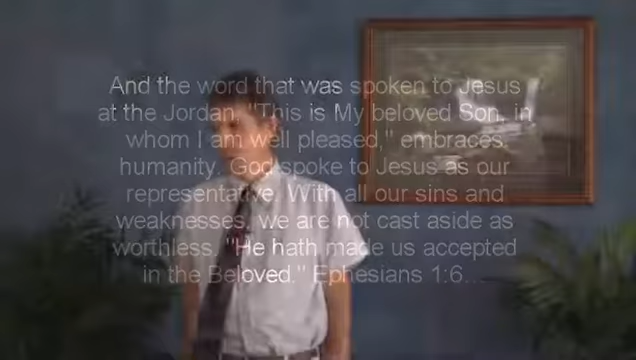 And the word that was spoken to Jesus
at the Jordan, "This is My beloved Son, in
whom I am well pleased," embraces
humanity. God spoke to Jesus as our
representative. With all our sins and
weaknesses, we are not cast aside as
worthless. "He hath made us accepted
in the Beloved." Ephesians 1:6...